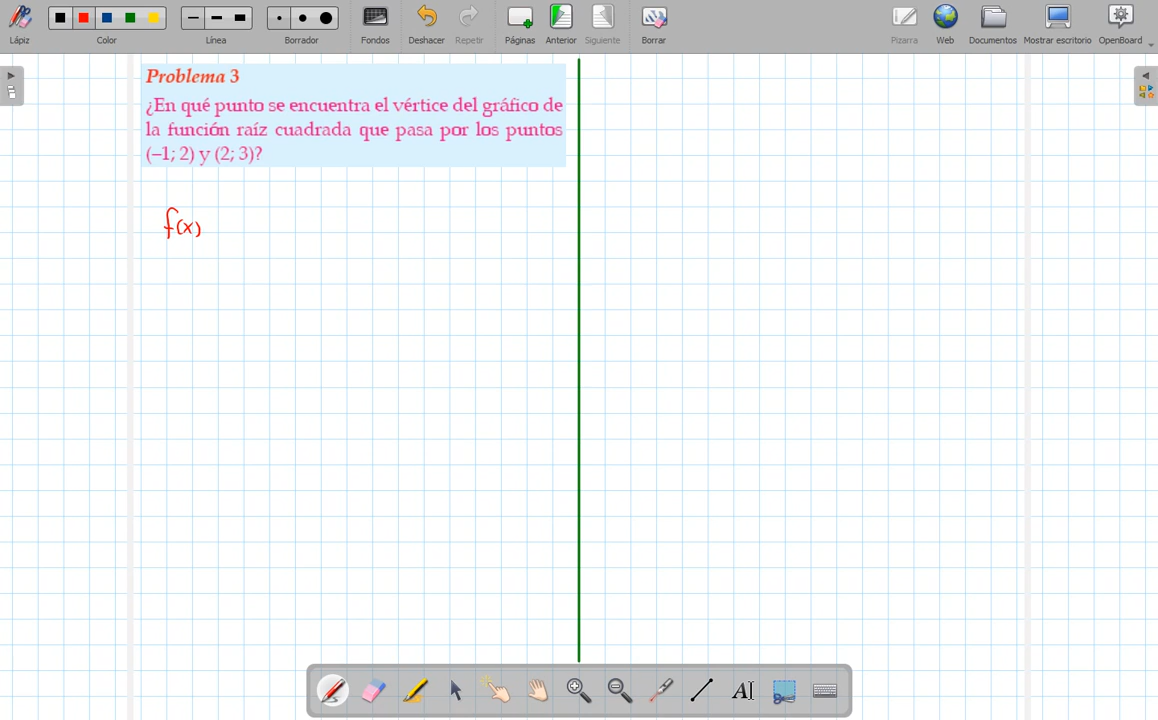 Lápiz
Color
Línea
Borrador
Fondos
Deshacer
Repetir
Páginas
Anterior
Siguiente
Borrar
Pizarra
Web
Documentos
Mostrar escritorio
OpenBoard
Problema 3
¿En qué punto se encuentra el vértice del gráfico de
la función raíz cuadrada que pasa por los puntos
(–1; 2) y (2; 3)?
f(x)